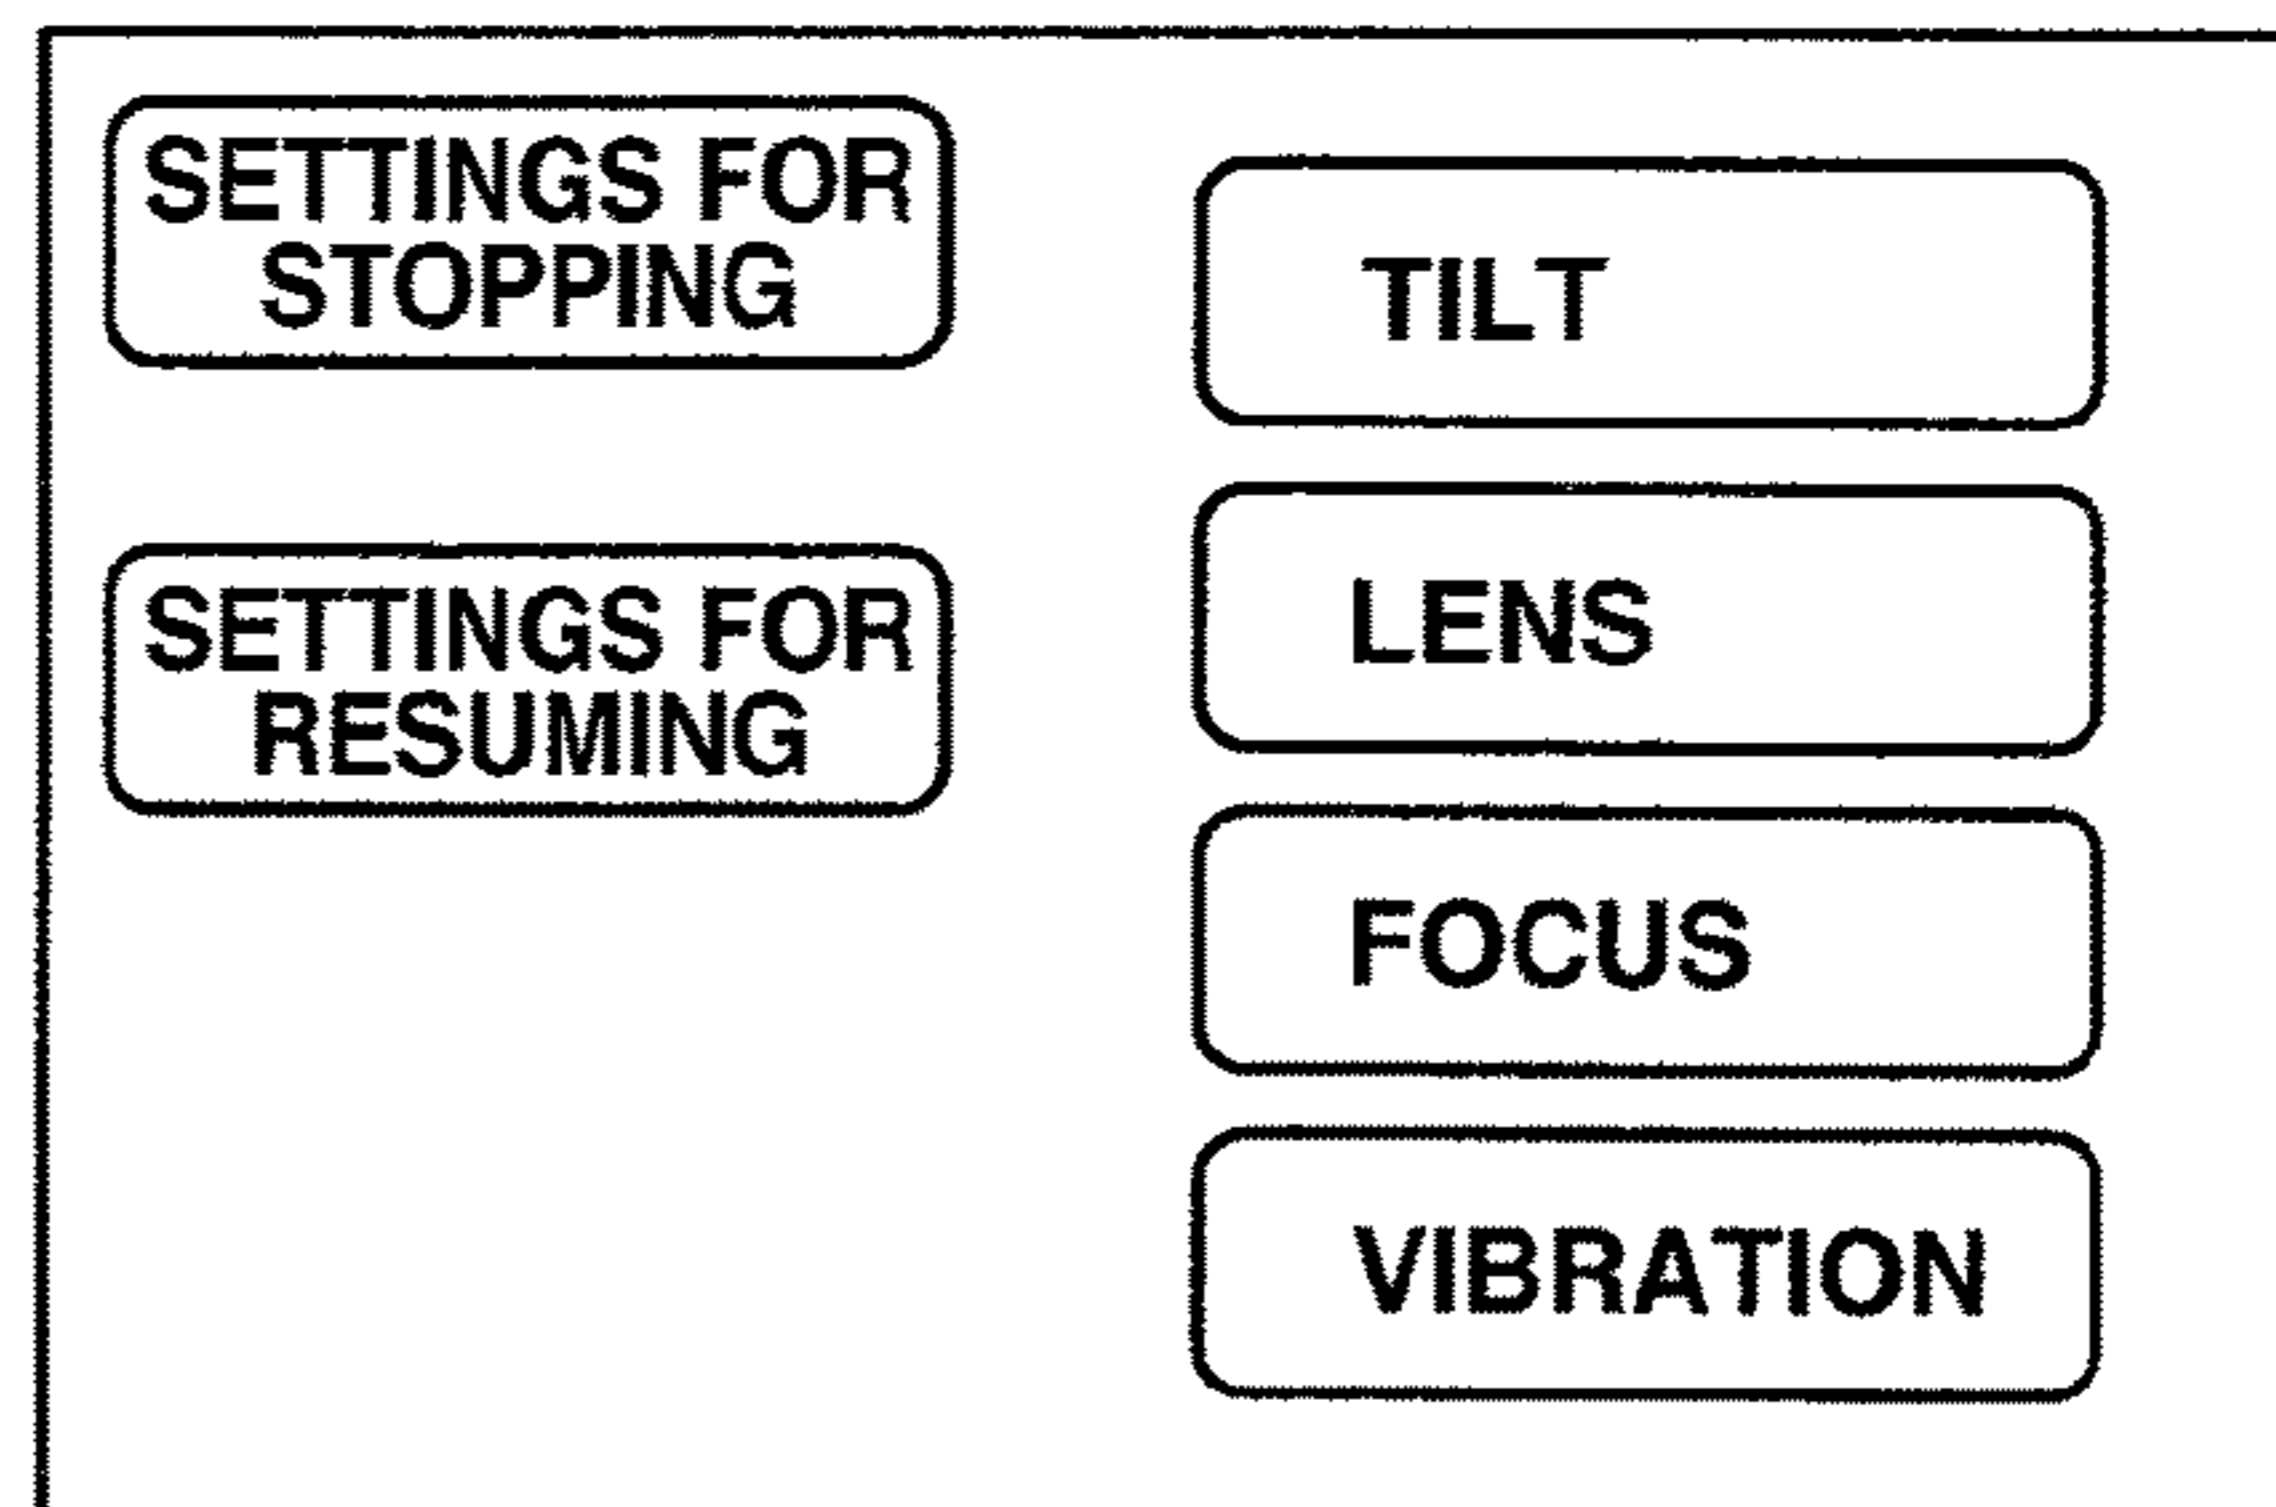 SETTINGS FOR
STOPPING
SETTINGS FOR
RESUMING
TILT
LENS
FOCUS
VIBRATION